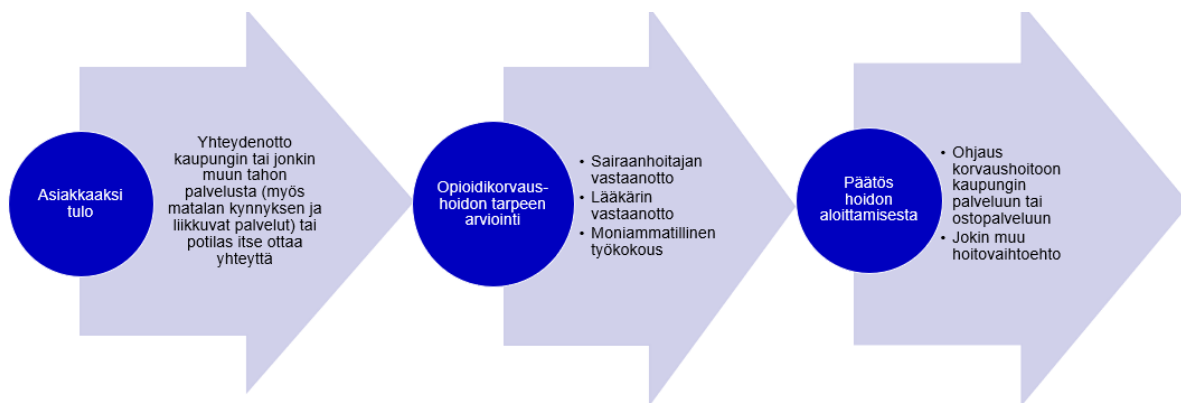 Asiakkaaksi
tulo
Yhteydenotto
kaupungin tai jonkin
muun tahon
palvelusta (myös
matalan kynnyksen ja
liikkuvat palvelut) tai
potilas itse ottaa
yhteyttä
Opioidikorvaus-
hoidon tarpeen
arviointi
• Sairaanhoitajan
vastaanotto
• Lääkärin
vastaanotto
• Moniammatillinen
työkokous
Päätös
hoidon
aloittamisesta
• Ohjaus
korvaushoitoon
kaupungin
palveluun tai
ostopalveluun
• Jokin muu
hoitovaihtoehto